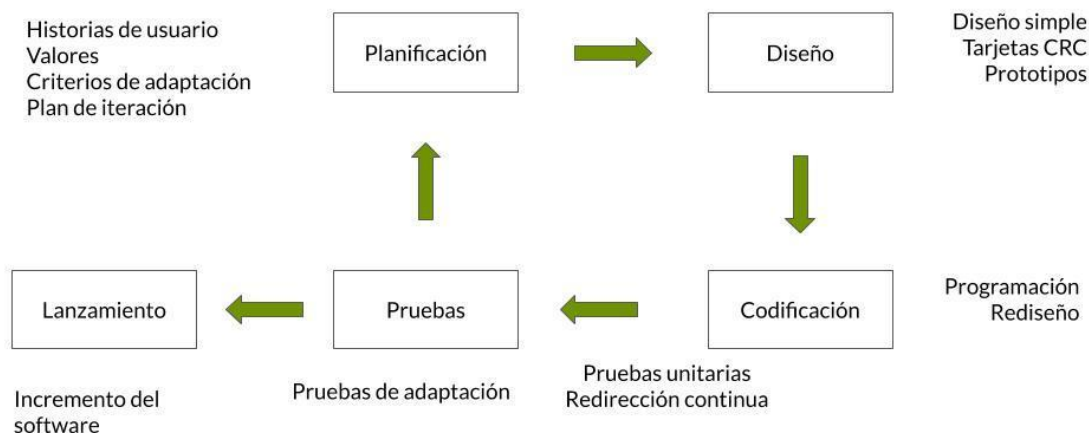 Historias de usuario
Valores
Criterios de adaptación
Plan de iteración
Planificación
Diseño
Diseño simple
Tarjetas CRC
Prototipos
Lanzamiento
Pruebas
Codificación
Programación
Rediseño
Incremento del
software
Pruebas de adaptación
Pruebas unitarias
Redirección continua